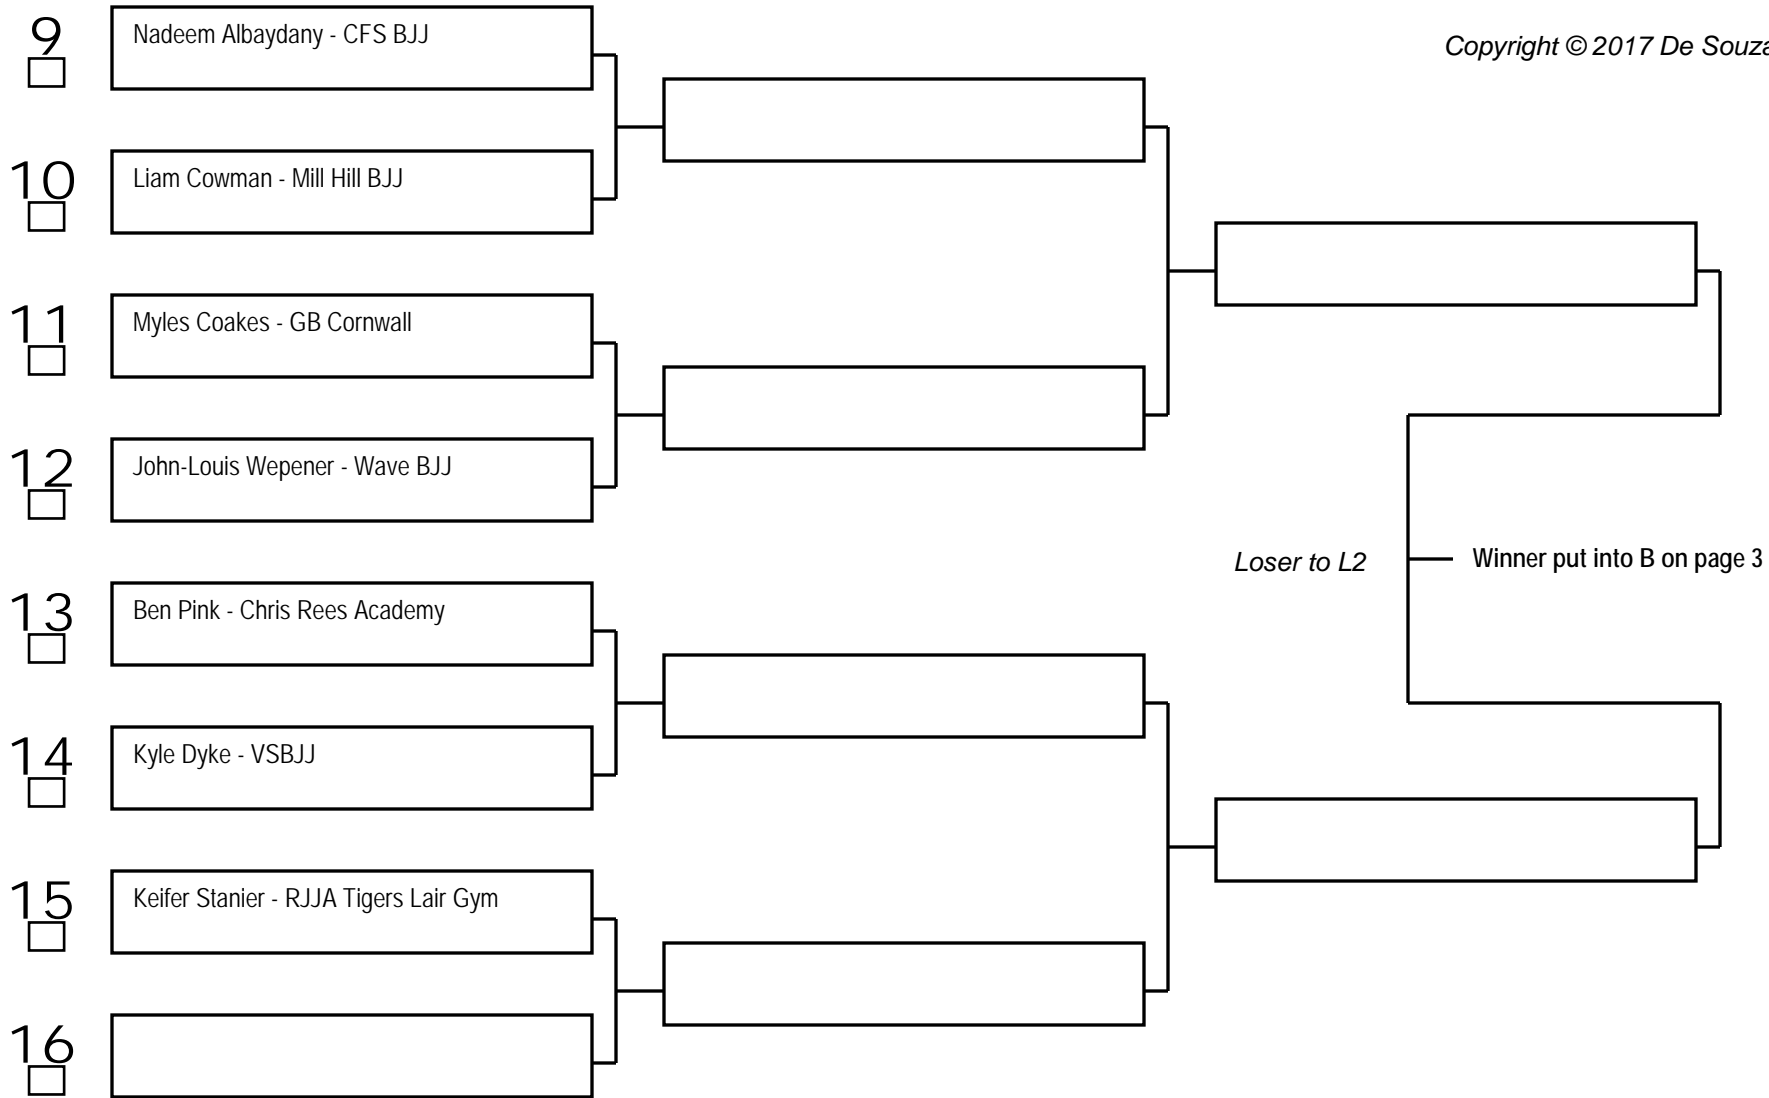 9
Nadeem Albaydany - CFS BJJ
Copyright © 2017 De Souza
10
Liam Cowman - Mill Hill BJJ
11
Myles Coakes - GB Cornwall
12
John-Louis Wepener - Wave BJJ
Loser to L2
Winner put into B on page 3
13
Ben Pink - Chris Rees Academy
14
Kyle Dyke - VSBJJ
15
Keifer Stanier - RJJA Tigers Lair Gym
16